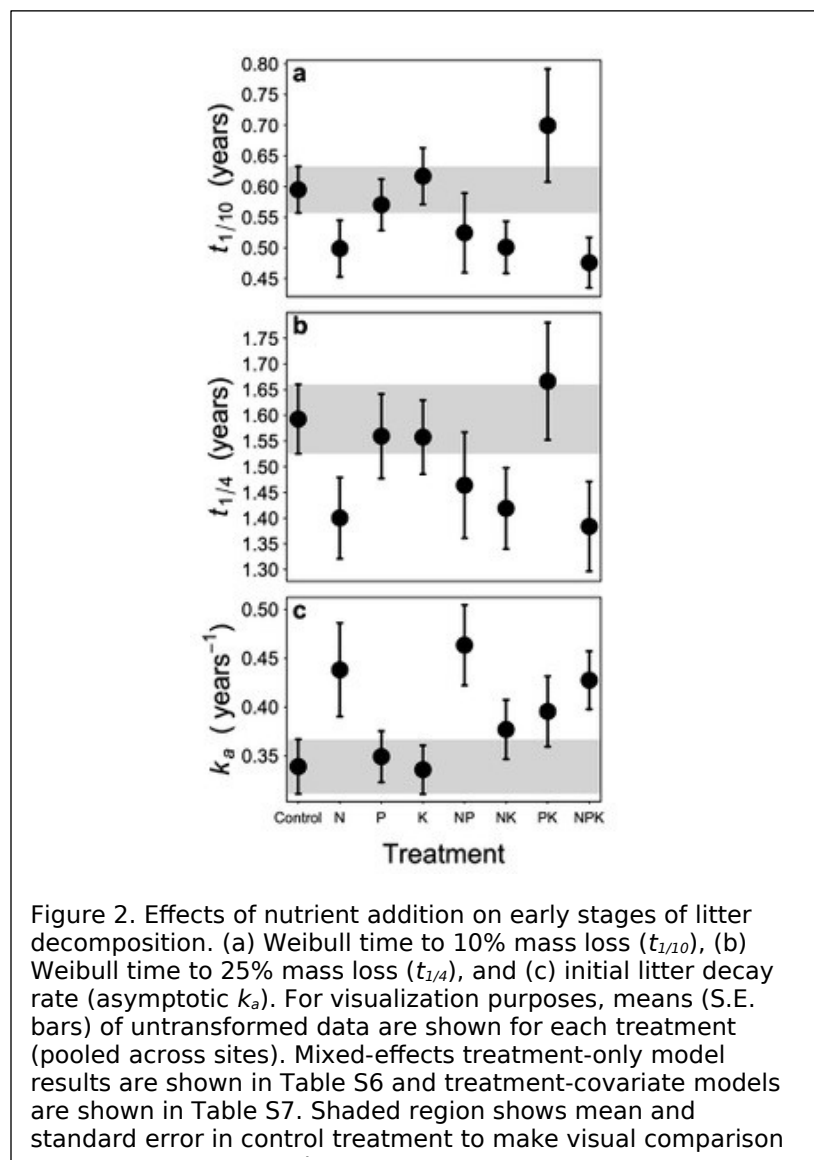 a
0.80
0.75
0.70
0.65
0.60
0.55
0.50
0.45
t1/10 (years)
b
1.75
1.70
1.65
1.60
1.55
1.50
1.45
1.40
1.35
1.30
t1/4 (years)
c
0.50
0.45
0.40
0.35
ka (years−1)
Control N P K NP NK PK NPK
Treatment
Figure 2. Effects of nutrient addition on early stages of litter
decomposition. (a) Weibull time to 10% mass loss (t1/10), (b)
Weibull time to 25% mass loss (t1/4), and (c) initial litter decay
rate (asymptotic ka). For visualization purposes, means (S.E.
bars) of untransformed data are shown for each treatment
(pooled across sites). Mixed-effects treatment-only model
results are shown in Table S6 and treatment-covariate models
are shown in Table S7. Shaded region shows mean and
standard error in control treatment to make visual comparison